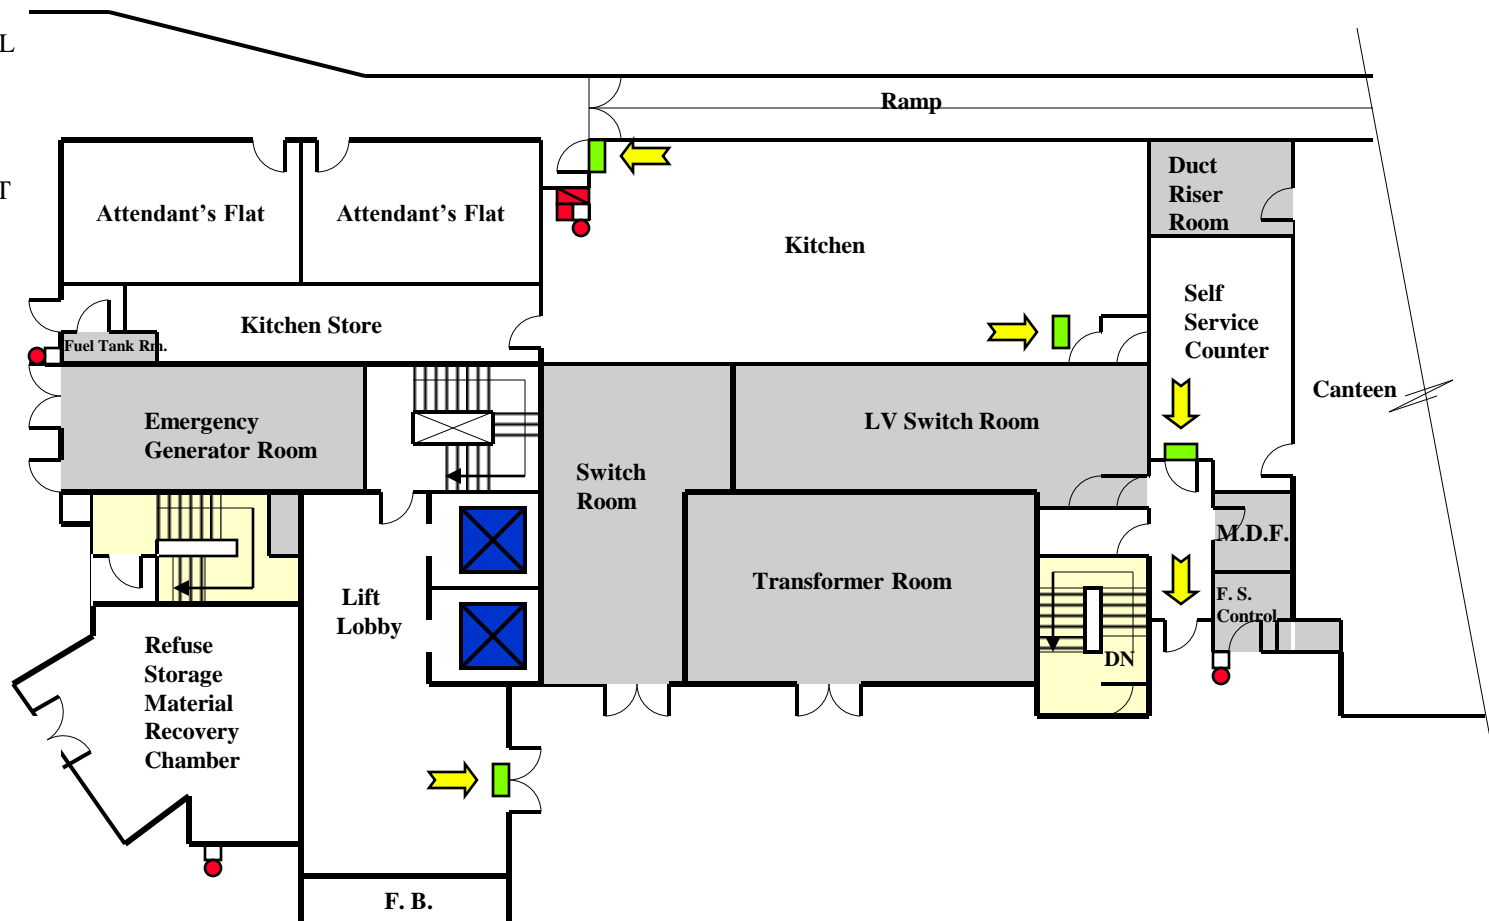 L
Ramp
T
Attendant's Flat
Attendant's Flat
Duct
Riser
Room
Kitchen
Self
Service
Counter
Kitchen Store
Fuel Tank Rm.
Canteen
Emergency
Generator Room
LV Switch Room
Switch
Room
M.D.F.
Transformer Room
F. S.
Control
Lift
Lobby
DN
Refuse
Storage
Material
Recovery
Chamber
F. B.